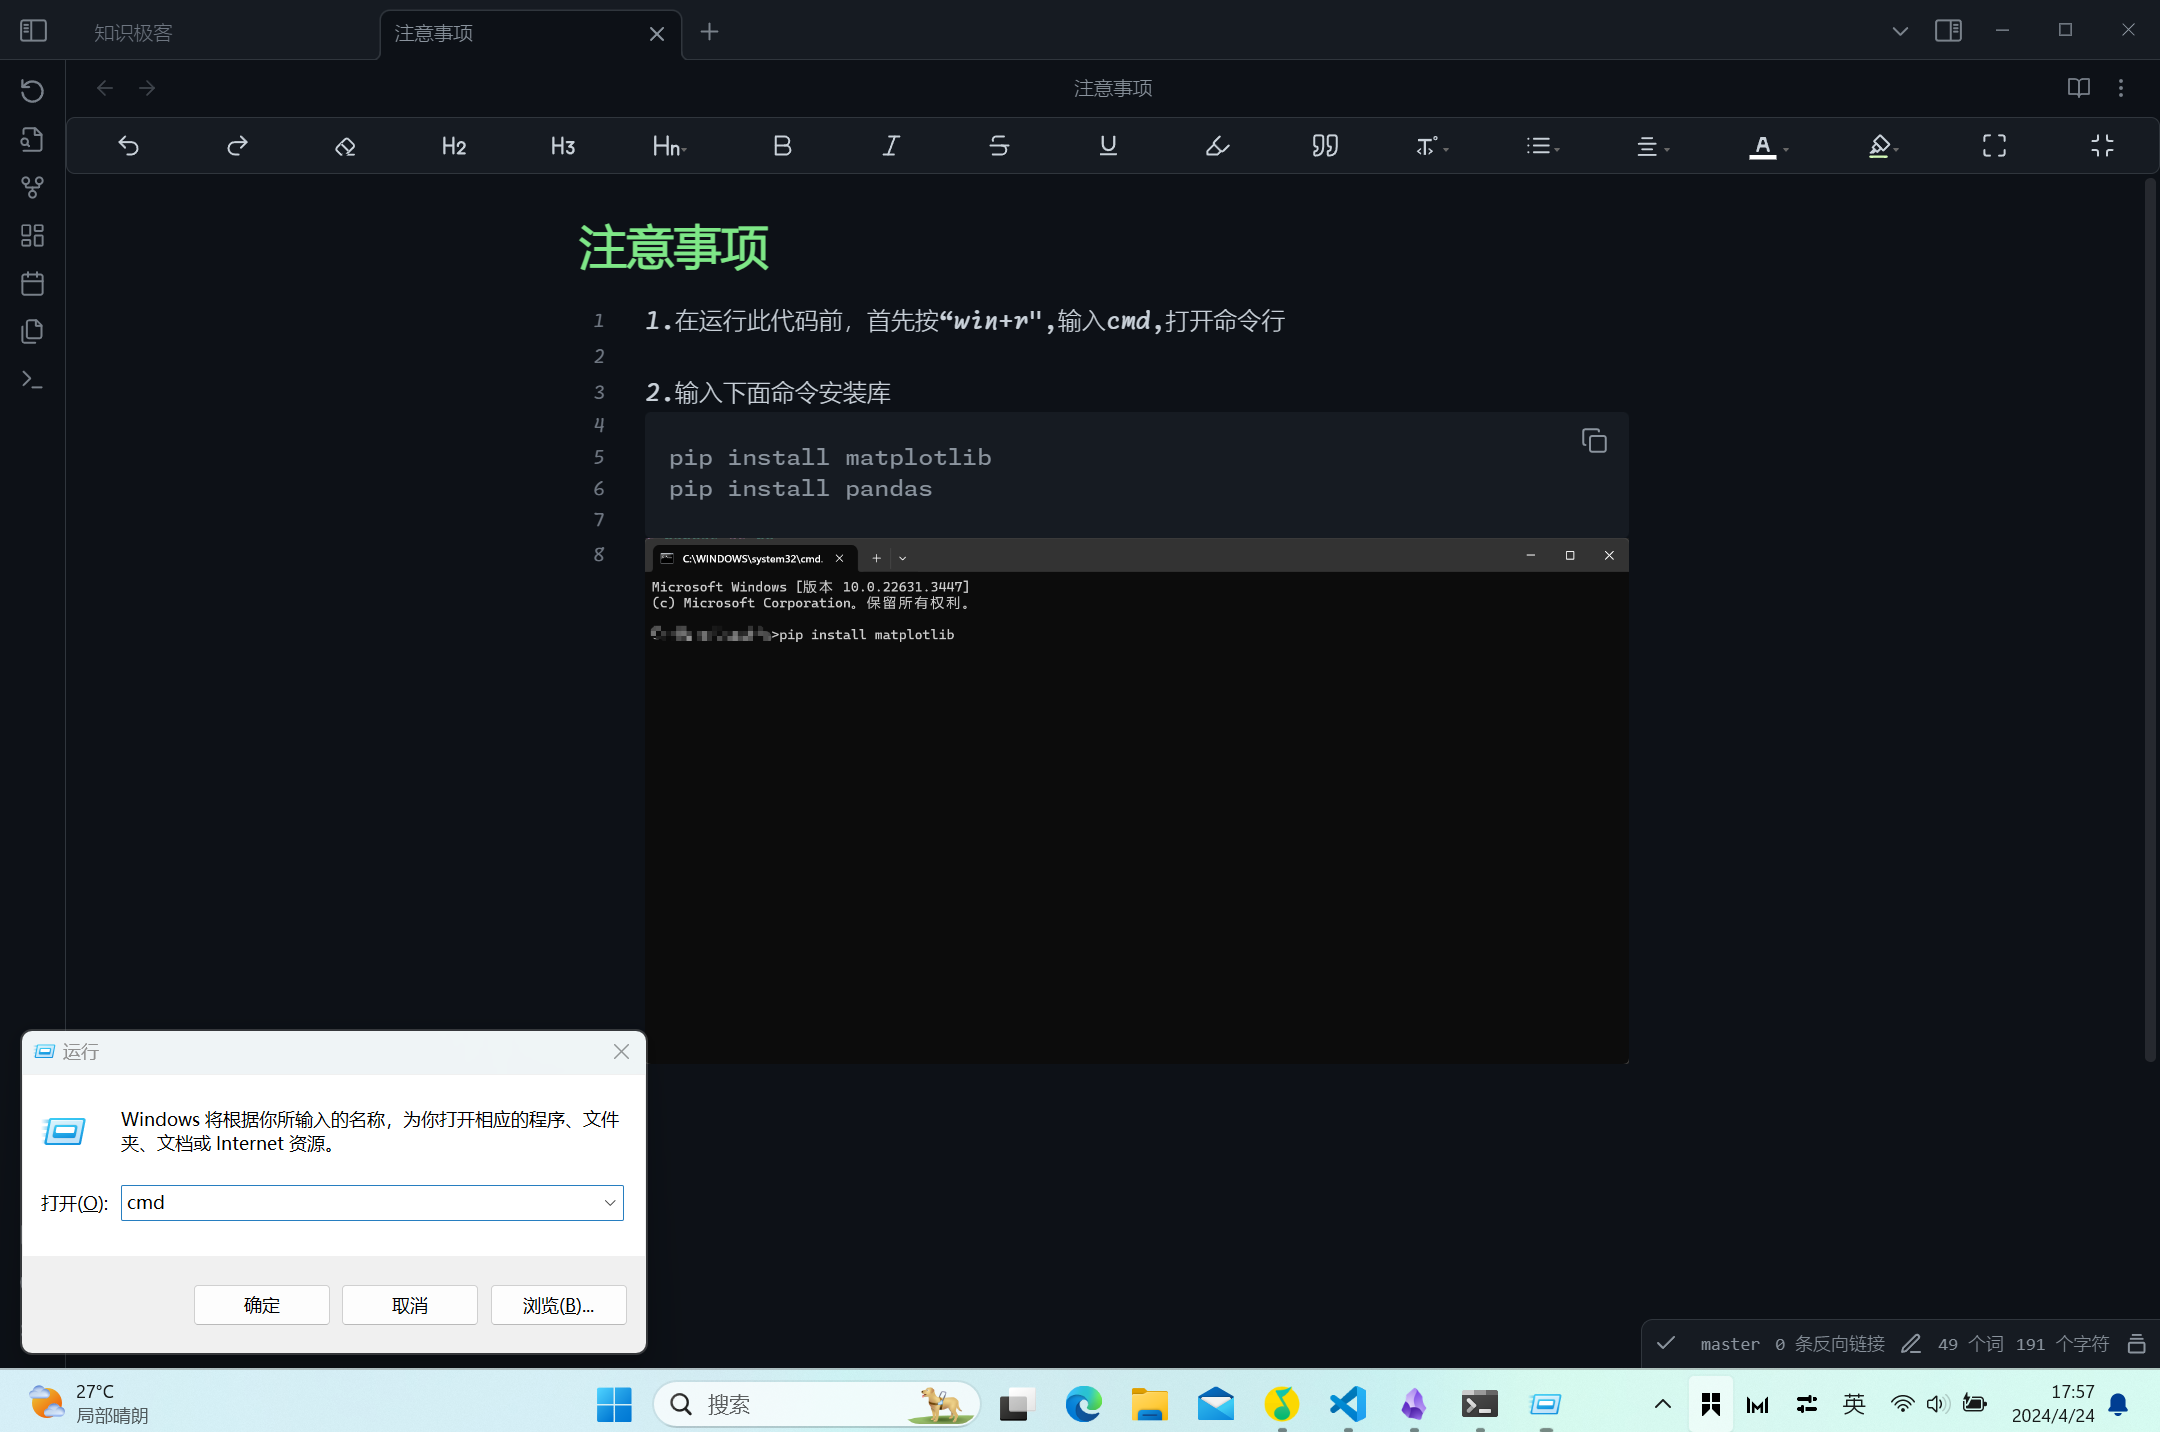 知识极客
注意事项
注意事项
H2 H3 Hn B I S U T A
注意事项
1 1.在运行此代码前，首先按“win+r",输入cmd,打开命令行
2
3 2.输入下面命令安装库
4
5 pip install matplotlib
6 pip install pandas
7
8
C:\WINDOWS\system32\cmd.
Microsoft Windows [版本 10.0.22631.3447]
(c) Microsoft Corporation。保留所有权利。
>pip install matplotlib
运行
Windows 将根据你所输入的名称，为你打开相应的程序、文件
夹、文档或 Internet 资源。
打开(O): cmd
确定 取消 浏览(B)...
master 0 条反向链接 49 个词 191 个字符
27°C
局部晴朗
搜索
英
17:57
2024/4/24